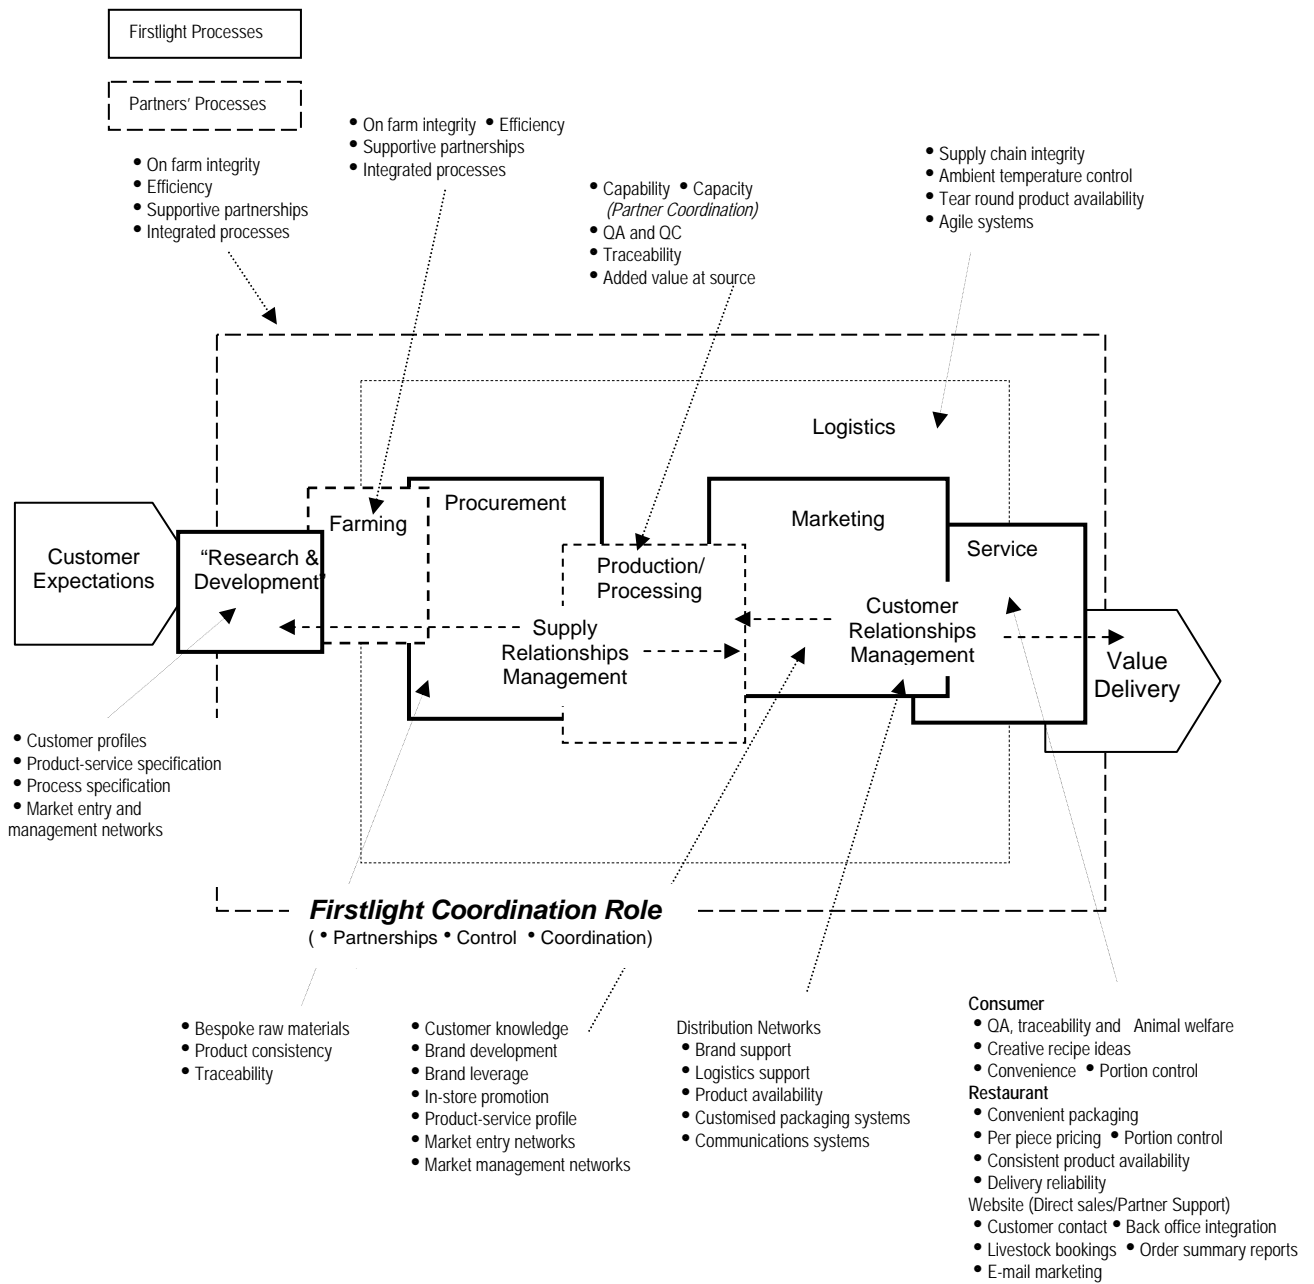 Firstlight Processes
Partners' Processes
• On farm integrity
• Efficiency
• Supportive partnerships
• Integrated processes
• On farm integrity • Efficiency
• Supportive partnerships
• Integrated processes
• Capability • Capacity
(Partner Coordination)
• QA and QC
• Traceability
• Added value at source
• Supply chain integrity
• Ambient temperature control
• Tear round product availability
• Agile systems
Logistics
Customer
Expectations
"Research &
Development"
Farming
Procurement
Production/
Processing
Marketing
Service
Supply
Relationships
Management
Customer
Relationships
Management
Value
Delivery
• Customer profiles
• Product-service specification
• Process specification
• Market entry and
management networks
Firstlight Coordination Role
( • Partnerships • Control • Coordination)
• Bespoke raw materials
• Product consistency
• Traceability
• Customer knowledge
• Brand development
• Brand leverage
• In-store promotion
• Product-service profile
• Market entry networks
• Market management networks
Distribution Networks
• Brand support
• Logistics support
• Product availability
• Customised packaging systems
• Communications systems
Consumer
• QA, traceability and Animal welfare
• Creative recipe ideas
• Convenience • Portion control
Restaurant
• Convenient packaging
• Per piece pricing • Portion control
• Consistent product availability
• Delivery reliability
Website (Direct sales/Partner Support)
• Customer contact • Back office integration
• Livestock bookings • Order summary reports
• E-mail marketing